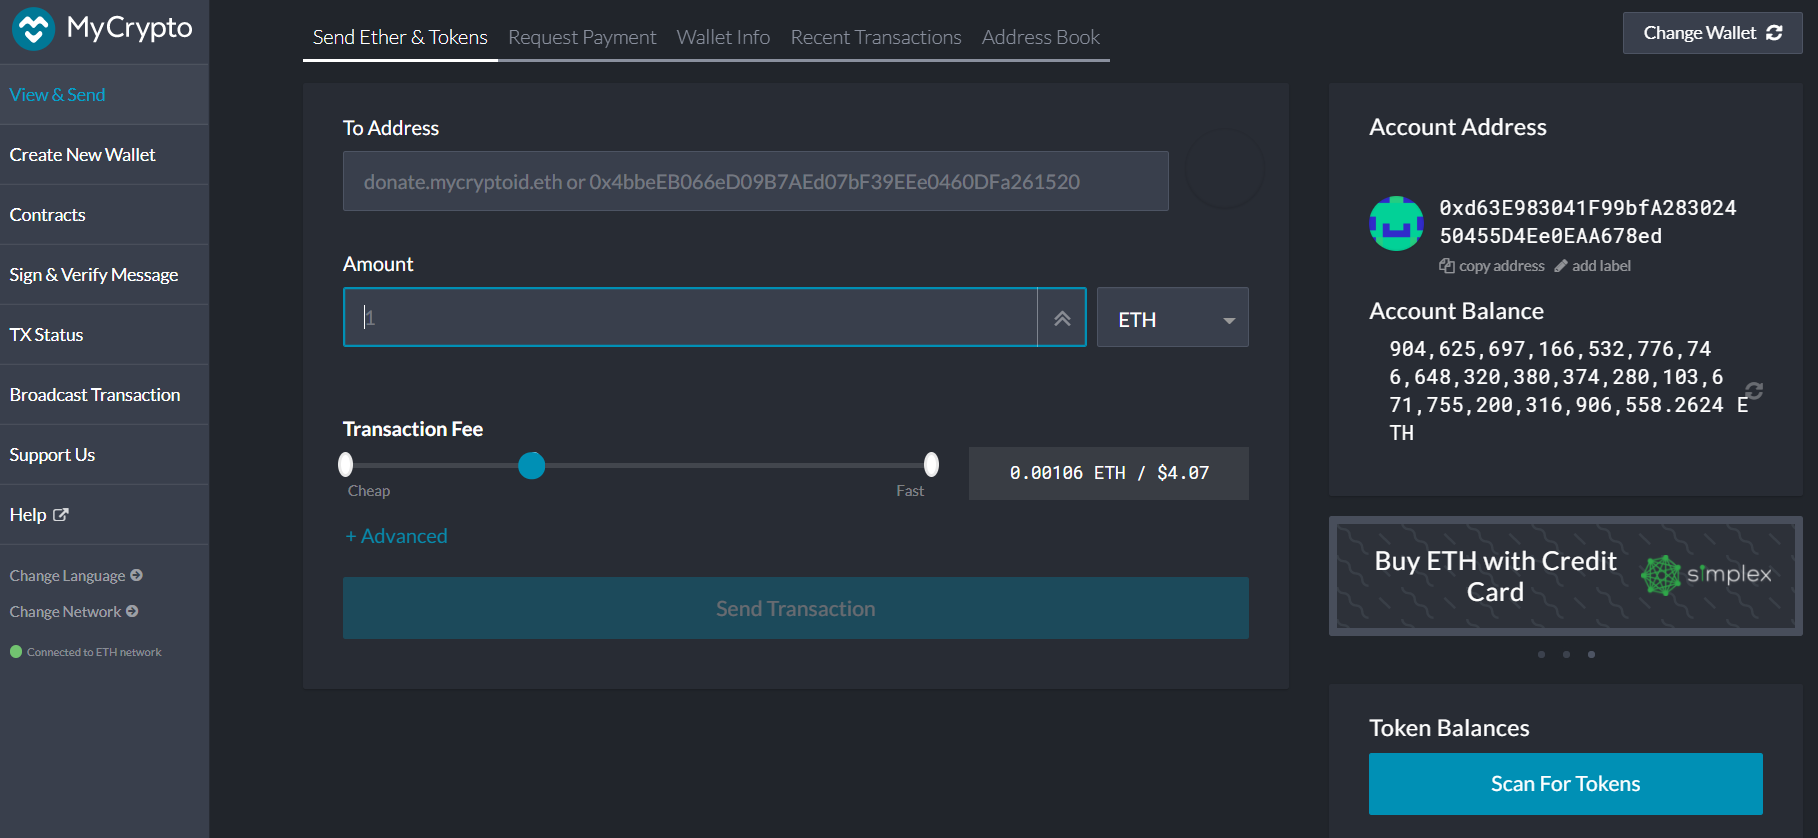 MyCrypto
View & Send
Create New Wallet
Contracts
Sign & Verify Message
TX Status
Broadcast Transaction
Support Us
Help
Change Language
Change Network
Connected to ETH network
Send Ether & Tokens
Request Payment
Wallet Info
Recent Transactions
Address Book
Change Wallet
To Address
donate.mycryptoid.eth or 0x4bbeEB066eD09B7AEd07bF39EEe0460DFa261520
Amount
1
ETH
Transaction Fee
Cheap
Fast
0.00106 ETH / $4.07
+ Advanced
Send Transaction
Account Address
0xd63E983041F99bfA283024
50455D4Ee0EAA678ed
copy address
add label
Account Balance
904,625,697,166,532,776,74
6,648,320,380,374,280,103,6
71,755,200,316,906,558.2624 E
TH
Buy ETH with Credit
Card
simplex
Token Balances
Scan For Tokens